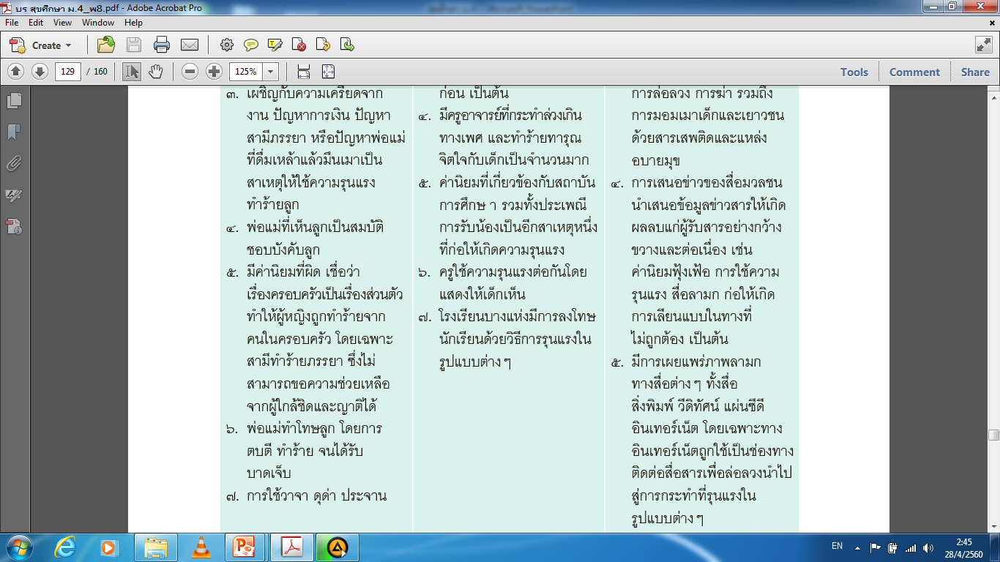 บร สุขศึกษา ม.4_พ8.pdf - Adobe Acrobat Pro
File Edit View Window Help
Create
129 / 160
125%
Tools Comment Share
๓. เผชิญกับความเครียดจาก
งาน ปัญหาการเงิน ปัญหา
สามีภรรยา หรือปัญหาพ่อแม่
ที่ดื่มเหล้าแล้วมึนเมาเป็น
สาเหตุให้ใช้ความรุนแรง
ทำร้ายลูก
๔. พ่อแม่ที่เห็นลูกเป็นสมบัติ
ชอบบังคับลูก
๕. มีค่านิยมที่ผิด เชื่อว่า
เรื่องครอบครัวเป็นเรื่องส่วนตัว
ทำให้ผู้หญิงถูกทำร้ายจาก
คนในครอบครัว โดยเฉพาะ
สามีทำร้ายภรรยา ซึ่งไม่
สามารถขอความช่วยเหลือ
จากผู้ใกล้ชิดและญาติได้
๖. พ่อแม่ทำโทษลูก โดยการ
ตบตี ทำร้าย จนได้รับ
บาดเจ็บ
๗. การใช้วาจา ดุด่า ประจาน
ก่อน เป็นต้น
๔. มีครูอาจารย์ที่กระทำล่วงเกิน
ทางเพศ และทำร้ายทารุณ
จิตใจกับเด็กเป็นจำนวนมาก
๕. ค่านิยมที่เกี่ยวข้องกับสถาบัน
การศึกษ า รวมทั้งประเพณี
การรับน้องเป็นอีกสาเหตุหนึ่ง
ที่ก่อให้เกิดความรุนแรง
๖. ครูใช้ความรุนแรงต่อกันโดย
แสดงให้เด็กเห็น
๗. โรงเรียนบางแห่งมีการลงโทษ
นักเรียนด้วยวิธีการรุนแรงใน
รูปแบบต่าง ๆ
การล่อลวง การฆ่า รวมถึง
การมอมเมาเด็กและเยาวชน
ด้วยสารเสพติดและแหล่ง
อบายมุข
๔. การเสนอข่าวของสื่อมวลชน
นำเสนอข้อมูลข่าวสารให้เกิด
ผลลบแก่ผู้รับสารอย่างกว้าง
ขวางและต่อเนื่อง เช่น
ค่านิยมฟุ้งเฟ้อ การใช้ความ
รุนแรง สื่อลามก ก่อให้เกิด
การเลียนแบบในทางที่
ไม่ถูกต้อง เป็นต้น
๕. มีการเผยแพร่ภาพลามก
ทางสื่อต่าง ๆ ทั้งสื่อ
สิ่งพิมพ์ วีดิทัศน์ แผ่นซีดี
อินเทอร์เน็ต โดยเฉพาะทาง
อินเทอร์เน็ตถูกใช้เป็นช่องทาง
ติดต่อสื่อสารเพื่อล่อลวงนำไป
สู่การกระทำที่รุนแรงใน
รูปแบบต่าง ๆ
EN
2:45
28/4/2560